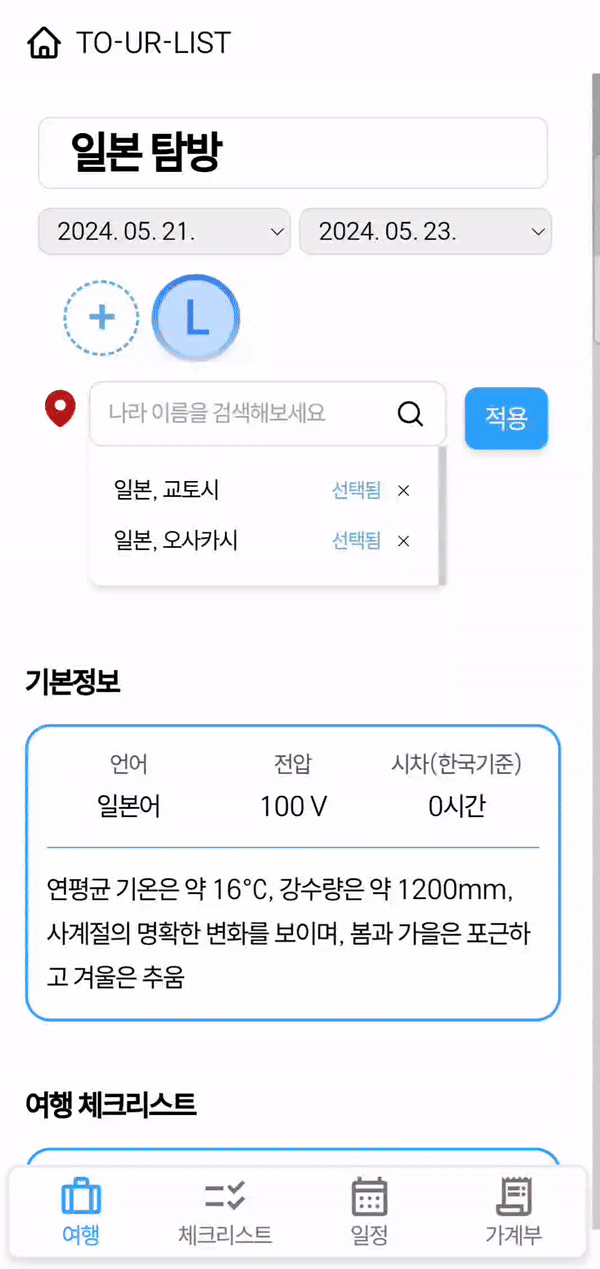 TO-UR-LIST
일본 탐방
2024. 05. 21. 2024. 05. 23.
+ L
나라 이름을 검색해보세요 적용
일본, 교토시 선택됨 ×
일본, 오사카시 선택됨 ×
기본정보
언어 전압 시차(한국기준)
일본어 100 V 0시간
연평균 기온은 약 16°C, 강수량은 약 1200mm,
사계절의 명확한 변화를 보이며, 봄과 가을은 포근하
고 겨울은 추움
여행 체크리스트
여행 체크리스트 일정 가계부